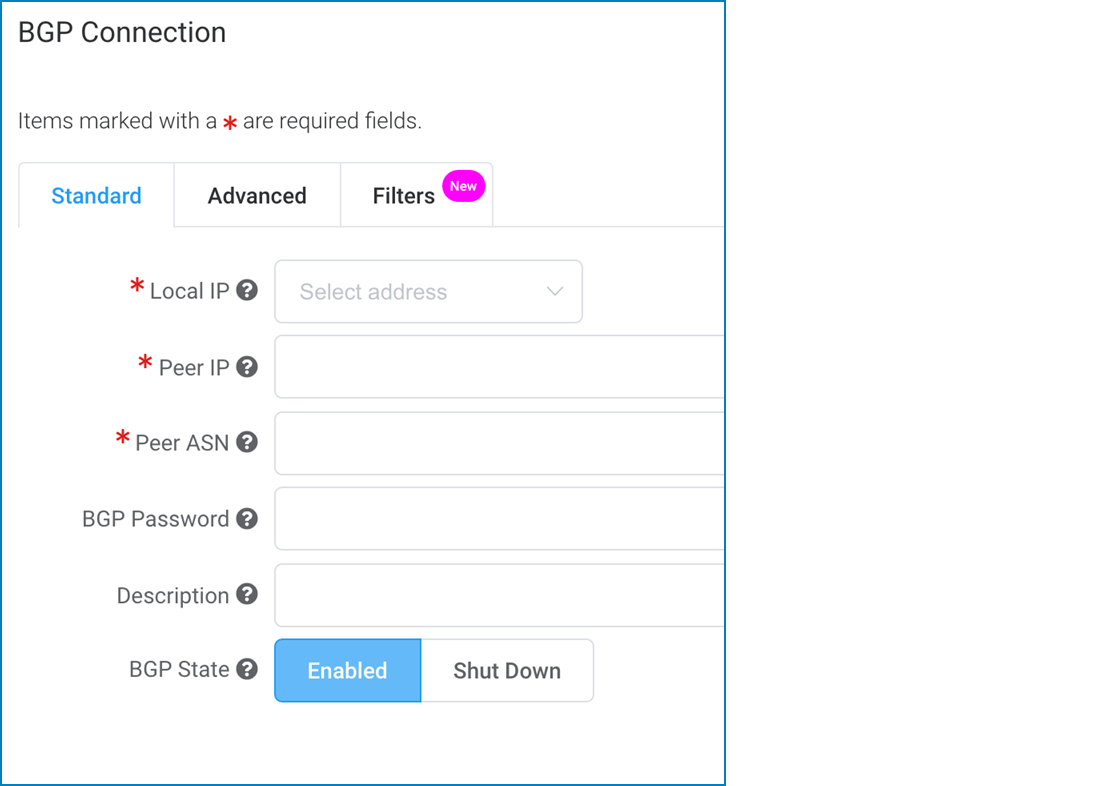 BGP Connection
Items marked with a * are required fields.
Standard Advanced Filters New
* Local IP ? Select address
* Peer IP ?
* Peer ASN ?
BGP Password ?
Description ?
BGP State ? Enabled Shut Down